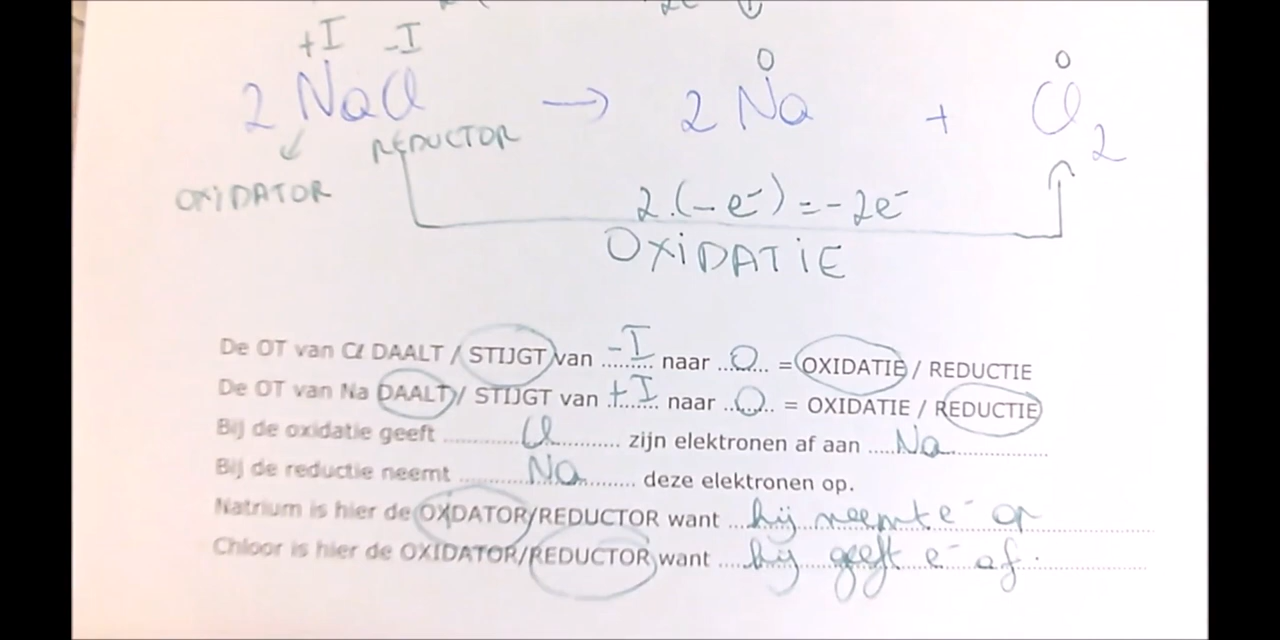 +I -I 0 0
2 NaCl → 2 Na + Cl2
OXIDATOR REDUCTOR
2.(-e⁻) = -2e⁻
OXIDATIE
De OT van Cl DAALT / STIJGT van -I naar 0 = OXIDATIE / REDUCTIE
De OT van Na DAALT / STIJGT van +I naar 0 = OXIDATIE / REDUCTIE
Bij de oxidatie geeft Cl zijn elektronen af aan Na
Bij de reductie neemt Na deze elektronen op.
Natrium is hier de OXIDATOR/REDUCTOR want hij neemt e⁻ op
Chloor is hier de OXIDATOR/REDUCTOR want hij geeft e⁻ af.